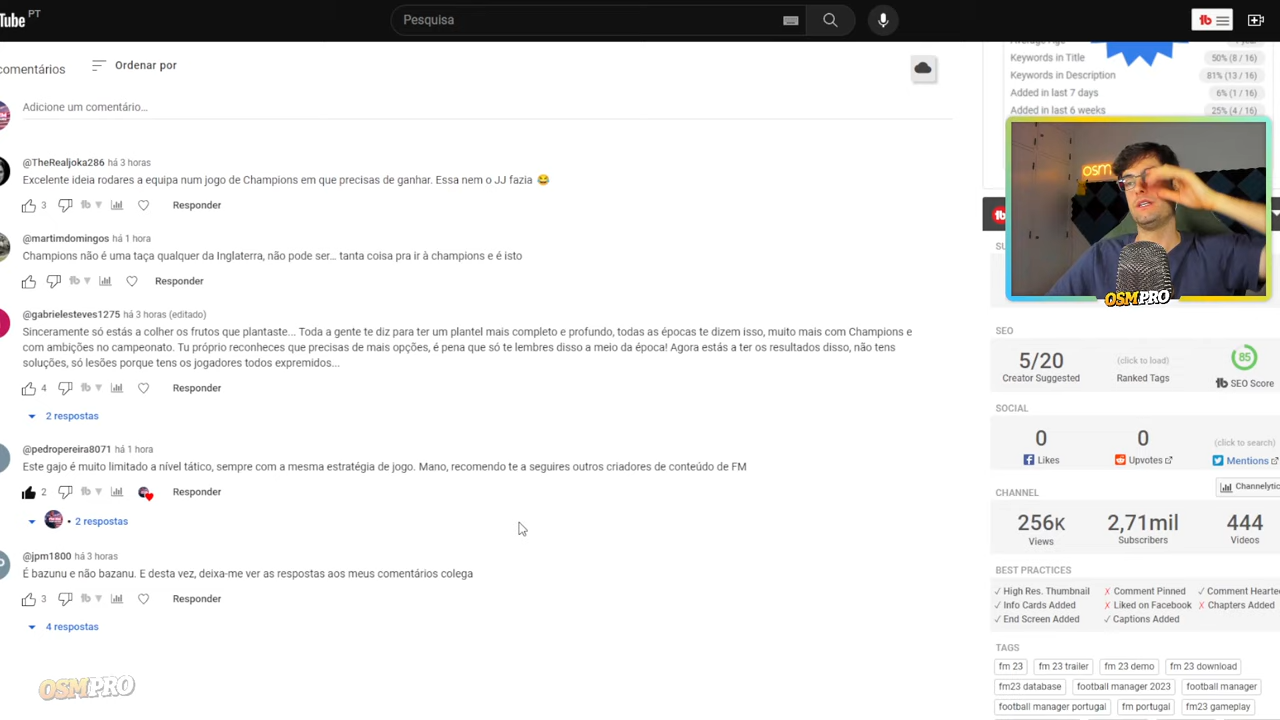 Tube PT
Pesquisa
comentários
Ordenar por
Adicione um comentário...
@TheRealjoka286 há 3 horas
Excelente ideia rodares a equipa num jogo de Champions em que precisas de ganhar. Essa nem o JJ fazia 😂
3
Responder
@martimdomingos há 1 hora
Champions não é uma taça qualquer da Inglaterra, não pode ser… tanta coisa pra ir à champions e é isto
Responder
@gabrielesteves1275 há 3 horas (editado)
Sinceramente só estás a colher os frutos que plantaste... Toda a gente te diz para ter um plantel mais completo e profundo, todas as épocas te dizem isso, muito mais com Champions e
com ambições no campeonato. Tu próprio reconheces que precisas de mais opções, é pena que só te lembres disso a meio da época! Agora estás a ter os resultados disso, não tens
soluções, só lesões porque tens os jogadores todos expremidos...
4
Responder
2 respostas
@pedropereira8071 há 1 hora
Este gajo é muito limitado a nível tático, sempre com a mesma estratégia de jogo. Mano, recomendo te a seguires outros criadores de conteúdo de FM
2
Responder
• 2 respostas
@jpm1800 há 3 horas
É bazunu e não bazanu. E desta vez, deixa-me ver as respostas aos meus comentários colega
3
Responder
4 respostas
OSMPRO
Keywords in Title 50% (8 / 16)
Keywords in Description 81% (13 / 16)
Added in last 7 days 6% (1 / 16)
Added in last 6 weeks 25% (4 / 16)
osm
OSMPRO
SEO
5/20
Creator Suggested
(click to load)
Ranked Tags
85
tb SEO Score
SOCIAL
0
Likes
0
Upvotes
(click to search)
Mentions
Channelytic
CHANNEL
256K
Views
2,71mil
Subscribers
444
Videos
BEST PRACTICES
✓ High Res. Thumbnail
✗ Comment Pinned
✓ Comment Hearte
✓ Info Cards Added
✗ Liked on Facebook
✗ Chapters Added
✓ End Screen Added
✓ Captions Added
TAGS
fm 23
fm 23 trailer
fm 23 demo
fm 23 download
fm23 database
football manager 2023
football manager
football manager portugal
fm portugal
fm23 gameplay